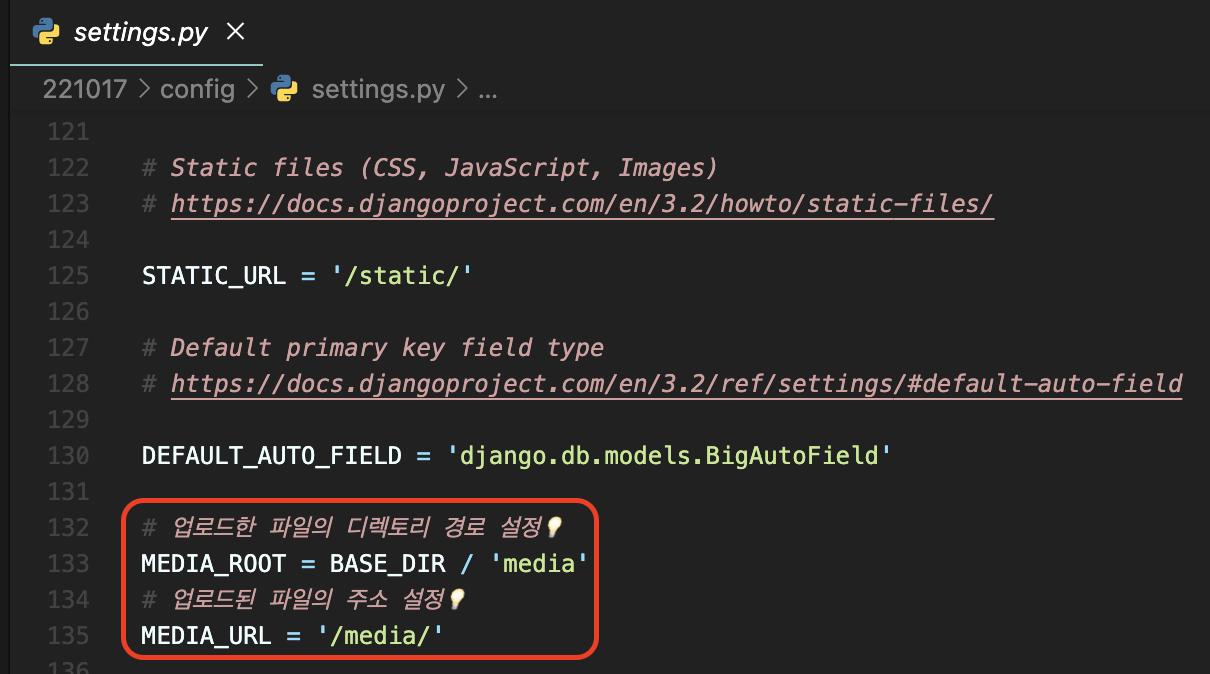 settings.py ×
221017 > config > settings.py > ...
121
122 # Static files (CSS, JavaScript, Images)
123 # https://docs.djangoproject.com/en/3.2/howto/static-files/
124
125 STATIC_URL = '/static/'
126
127 # Default primary key field type
128 # https://docs.djangoproject.com/en/3.2/ref/settings/#default-auto-field
129
130 DEFAULT_AUTO_FIELD = 'django.db.models.BigAutoField'
131
132 # 업로드한 파일의 디렉토리 경로 설정💡
133 MEDIA_ROOT = BASE_DIR / 'media'
134 # 업로드된 파일의 주소 설정💡
135 MEDIA_URL = '/media/'
136